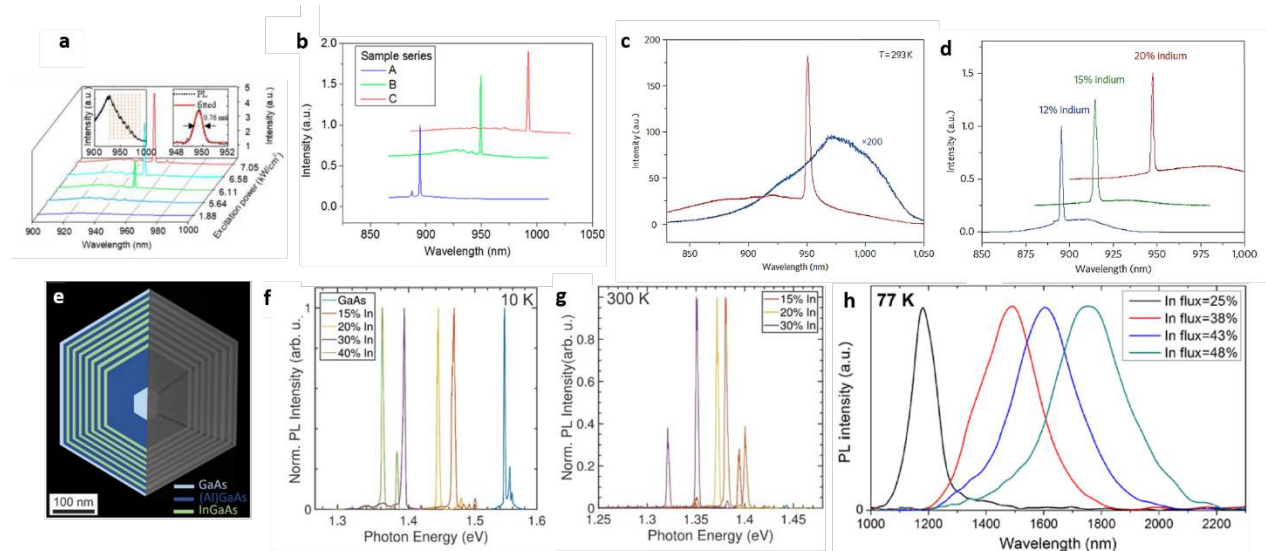 a
PL
fitted
0.76 nm
Intensity (a.u.)
900 950 1000
948 950 952
5
4
3
2
1
Intensity (a.u.)
7.05
6.58
6.11
5.64
1.88
Excitation power (kW/cm²)
900 920 940 960 980 1000
Wavelength (nm)
b
Sample series
A
B
C
2.0
1.5
1.0
0.5
0.0
Intensity (a.u.)
850 900 950 1000 1050
Wavelength (nm)
c
T = 293 K
×200
200
150
100
50
0
Intensity (a.u.)
850 900 950 1,000 1,050
Wavelength (nm)
d
20% indium
15% indium
12% indium
1.5
1.0
0.5
0.0
Intensity (a.u.)
850 875 900 925 950 975 1,000
Wavelength (nm)
e
GaAs
(Al)GaAs
InGaAs
100 nm
f
10 K
GaAs
15% In
20% In
30% In
40% In
1
0
Norm. PL Intensity (arb. u.)
1.3 1.4 1.5 1.6
Photon Energy (eV)
g
300 K
15% In
20% In
30% In
0.8
0.6
0.4
0.2
0
Norm. PL Intensity(arb. u.)
1.25 1.3 1.35 1.4 1.45
Photon Energy (eV)
h
77 K
In flux=25%
In flux=38%
In flux=43%
In flux=48%
PL intensity (a.u.)
1000 1200 1400 1600 1800 2000 2200
Wavelength (nm)